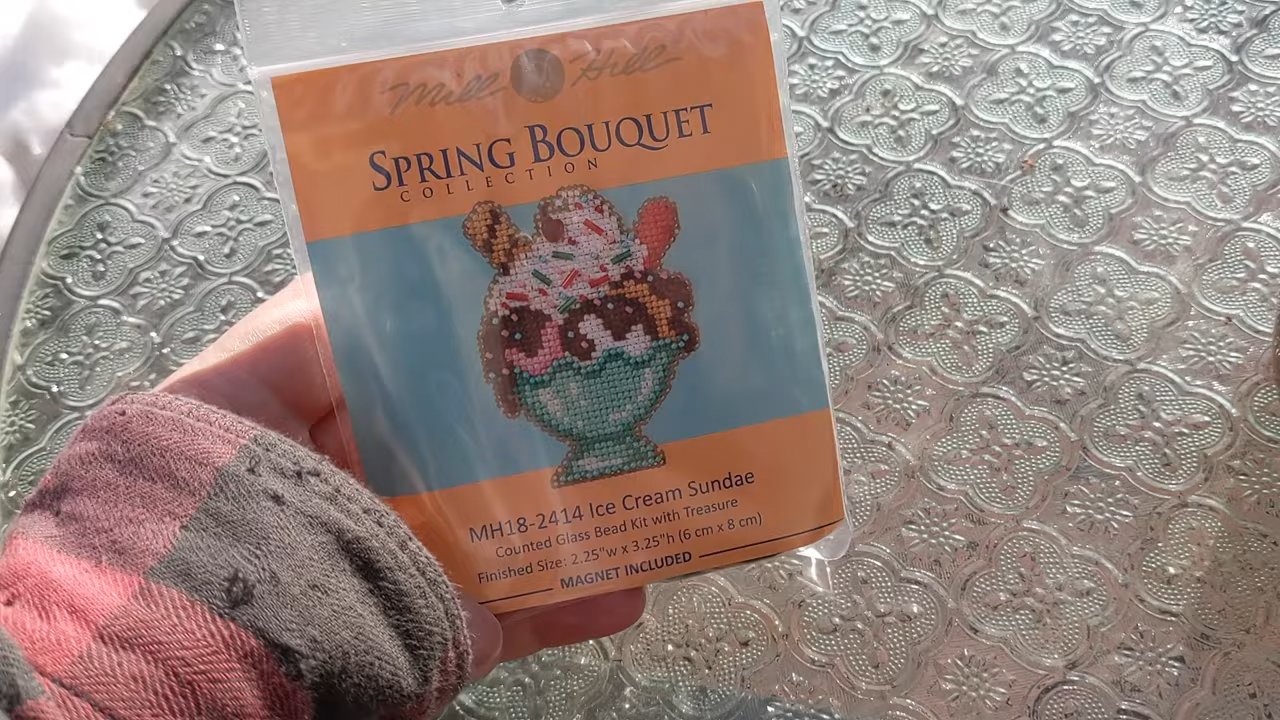 Mill Hill
SPRING BOUQUET
COLLECTION
MH18-2414 Ice Cream Sundae
Counted Glass Bead Kit with Treasure
Finished Size: 2.25"w x 3.25"h (6 cm x 8 cm)
MAGNET INCLUDED